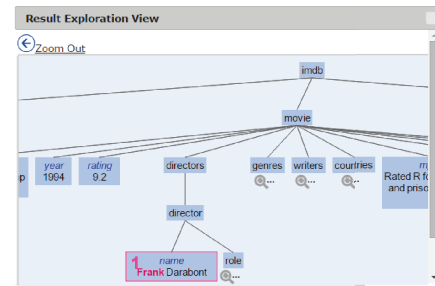 Result Exploration View
Zoom Out
imdb
movie
p
year
1994
rating
9.2
directors
genres
...
writers
...
countries
...
m
Rated R fo
and priso
director
1
name
Frank Darabont
role
...